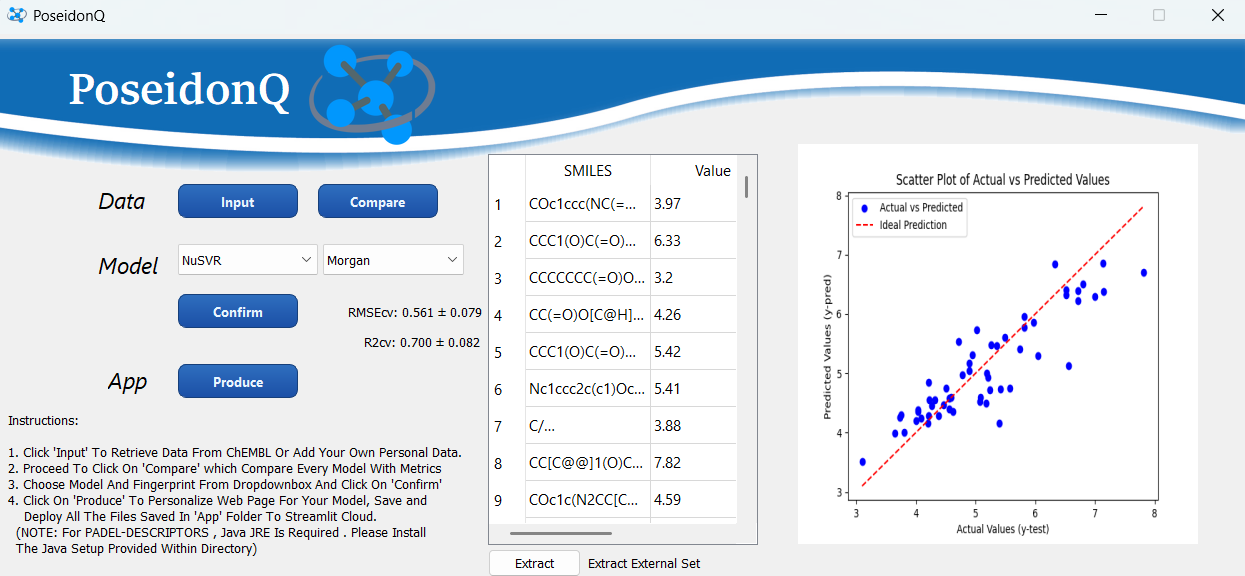 PoseidonQ
PoseidonQ
Data
Input
Compare
Model
NuSVR
Morgan
Confirm
RMSEcv: 0.561 ± 0.079
R2cv: 0.700 ± 0.082
App
Produce
Instructions:
1. Click 'Input' To Retrieve Data From ChEMBL Or Add Your Own Personal Data.
2. Proceed To Click On 'Compare' which Compare Every Model With Metrics
3. Choose Model And Fingerprint From Dropdownbox And Click On 'Confirm'
4. Click On 'Produce' To Personalize Web Page For Your Model, Save and
Deploy All The Files Saved In 'App' Folder To Streamlit Cloud.
(NOTE: For PADEL-DESCRIPTORS , Java JRE Is Required . Please Install
The Java Setup Provided Within Directory)
SMILES Value
1 COc1ccc(NC(=... 3.97
2 CCC1(O)C(=O)... 6.33
3 CCCCCCC(=O)O... 3.2
4 CC(=O)O[C@H]... 4.26
5 CCC1(O)C(=O)... 5.42
6 Nc1ccc2c(c1)Oc... 5.41
7 C/... 3.88
8 CC[C@@]1(O)C... 7.82
9 COc1c(N2CC[C... 4.59
Extract
Extract External Set
Scatter Plot of Actual vs Predicted Values
Actual vs Predicted
Ideal Prediction
Predicted Values (y-pred)
8
7
6
5
4
3
3 4 5 6 7 8
Actual Values (y-test)